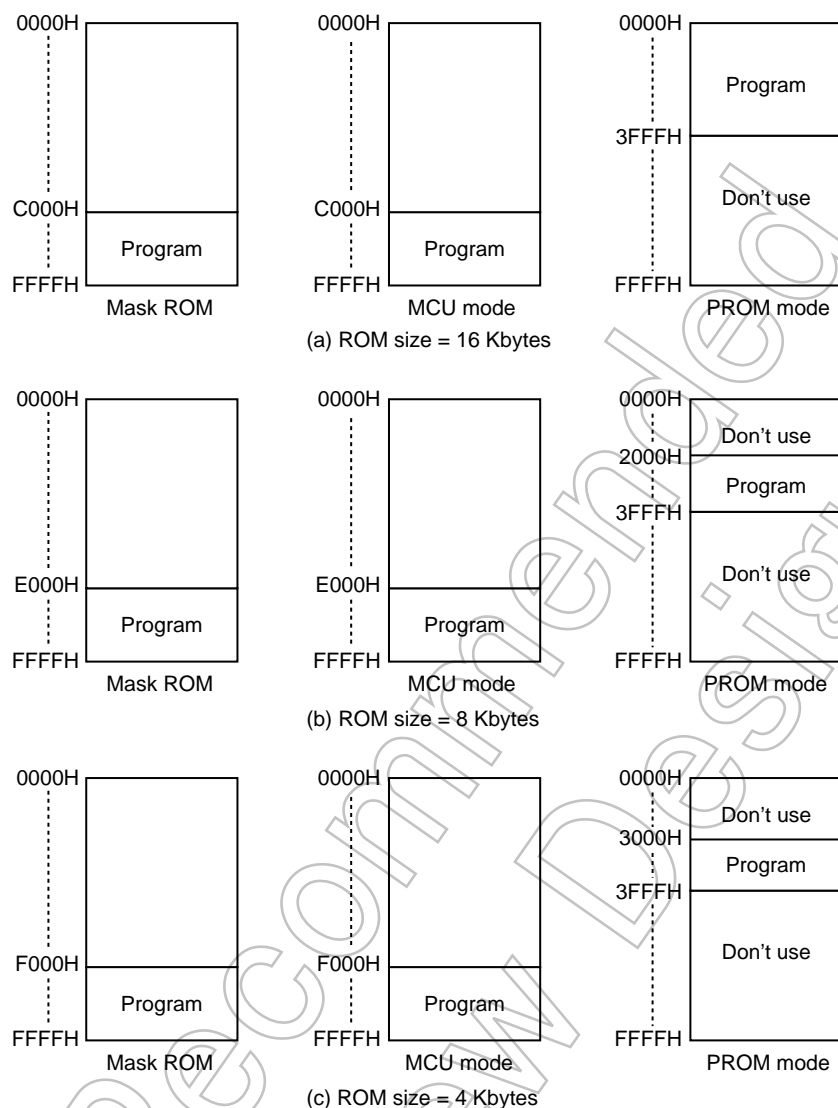 0000H 0000H 0000H
Program
3FFFH
C000H C000H Don't use
Program Program
FFFFH FFFFH FFFFH
Mask ROM MCU mode PROM mode
(a) ROM size = 16 Kbytes
0000H 0000H 0000H
Don't use
2000H
Program
3FFFH
E000H E000H Don't use
Program Program
FFFFH FFFFH FFFFH
Mask ROM MCU mode PROM mode
(b) ROM size = 8 Kbytes
0000H 0000H 0000H
Don't use
3000H
Program
3FFFH
F000H F000H Don't use
Program Program
FFFFH FFFFH FFFFH
Mask ROM MCU mode PROM mode
(c) ROM size = 4 Kbytes